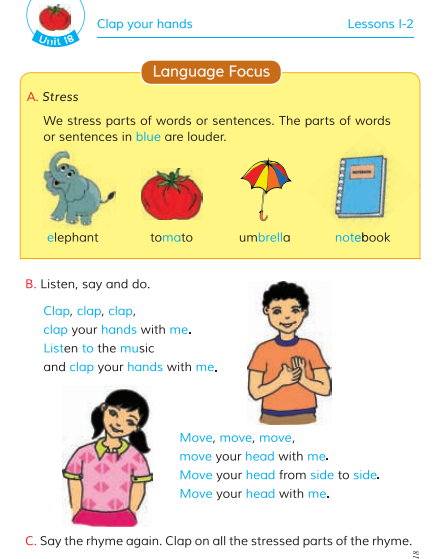 Clap your hands
Lessons 1-2
Unit 18
Language Focus
A. Stress
We stress parts of words or sentences. The parts of words
or sentences in blue are louder.
NOTEBOOK
elephant tomato umbrella notebook
B. Listen, say and do.
Clap, clap, clap,
clap your hands with me.
Listen to the music
and clap your hands with me.
Move, move, move,
move your head with me.
Move your head from side to side.
Move your head with me.
C. Say the rhyme again. Clap on all the stressed parts of the rhyme.
81